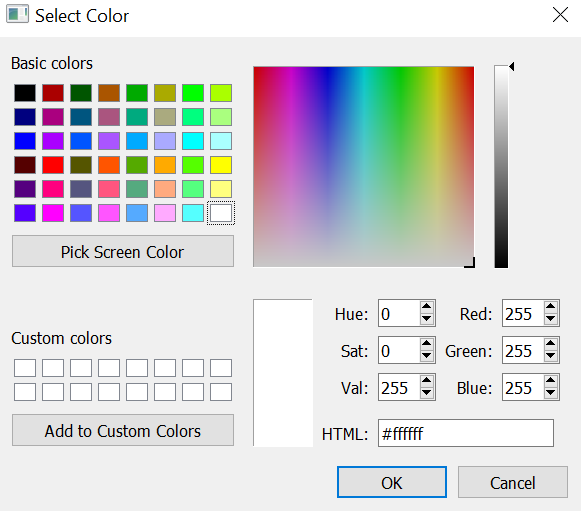 Select Color
Basic colors
Pick Screen Color
Custom colors
Add to Custom Colors
Hue: 0 Red: 255
Sat: 0 Green: 255
Val: 255 Blue: 255
HTML: #ffffff
OK Cancel